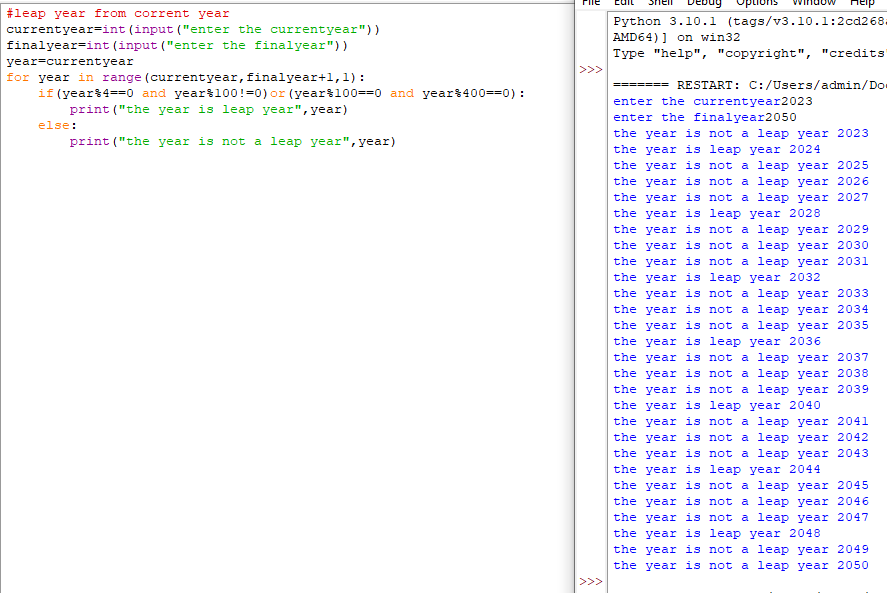 #leap year from corrent year
currentyear=int(input("enter the currentyear"))
finalyear=int(input("enter the finalyear"))
year=currentyear
for year in range(currentyear,finalyear+1,1):
    if(year%4==0 and year%100!=0)or(year%100==0 and year%400==0):
        print("the year is leap year",year)
    else:
        print("the year is not a leap year",year)
File Edit Shell Debug Options Window Help
Python 3.10.1 (tags/v3.10.1:2cd268
AMD64)] on win32
Type "help", "copyright", "credits"
>>>
======= RESTART: C:/Users/admin/Do
enter the currentyear2023
enter the finalyear2050
the year is not a leap year 2023
the year is leap year 2024
the year is not a leap year 2025
the year is not a leap year 2026
the year is not a leap year 2027
the year is leap year 2028
the year is not a leap year 2029
the year is not a leap year 2030
the year is not a leap year 2031
the year is leap year 2032
the year is not a leap year 2033
the year is not a leap year 2034
the year is not a leap year 2035
the year is leap year 2036
the year is not a leap year 2037
the year is not a leap year 2038
the year is not a leap year 2039
the year is leap year 2040
the year is not a leap year 2041
the year is not a leap year 2042
the year is not a leap year 2043
the year is leap year 2044
the year is not a leap year 2045
the year is not a leap year 2046
the year is not a leap year 2047
the year is leap year 2048
the year is not a leap year 2049
the year is not a leap year 2050
>>>